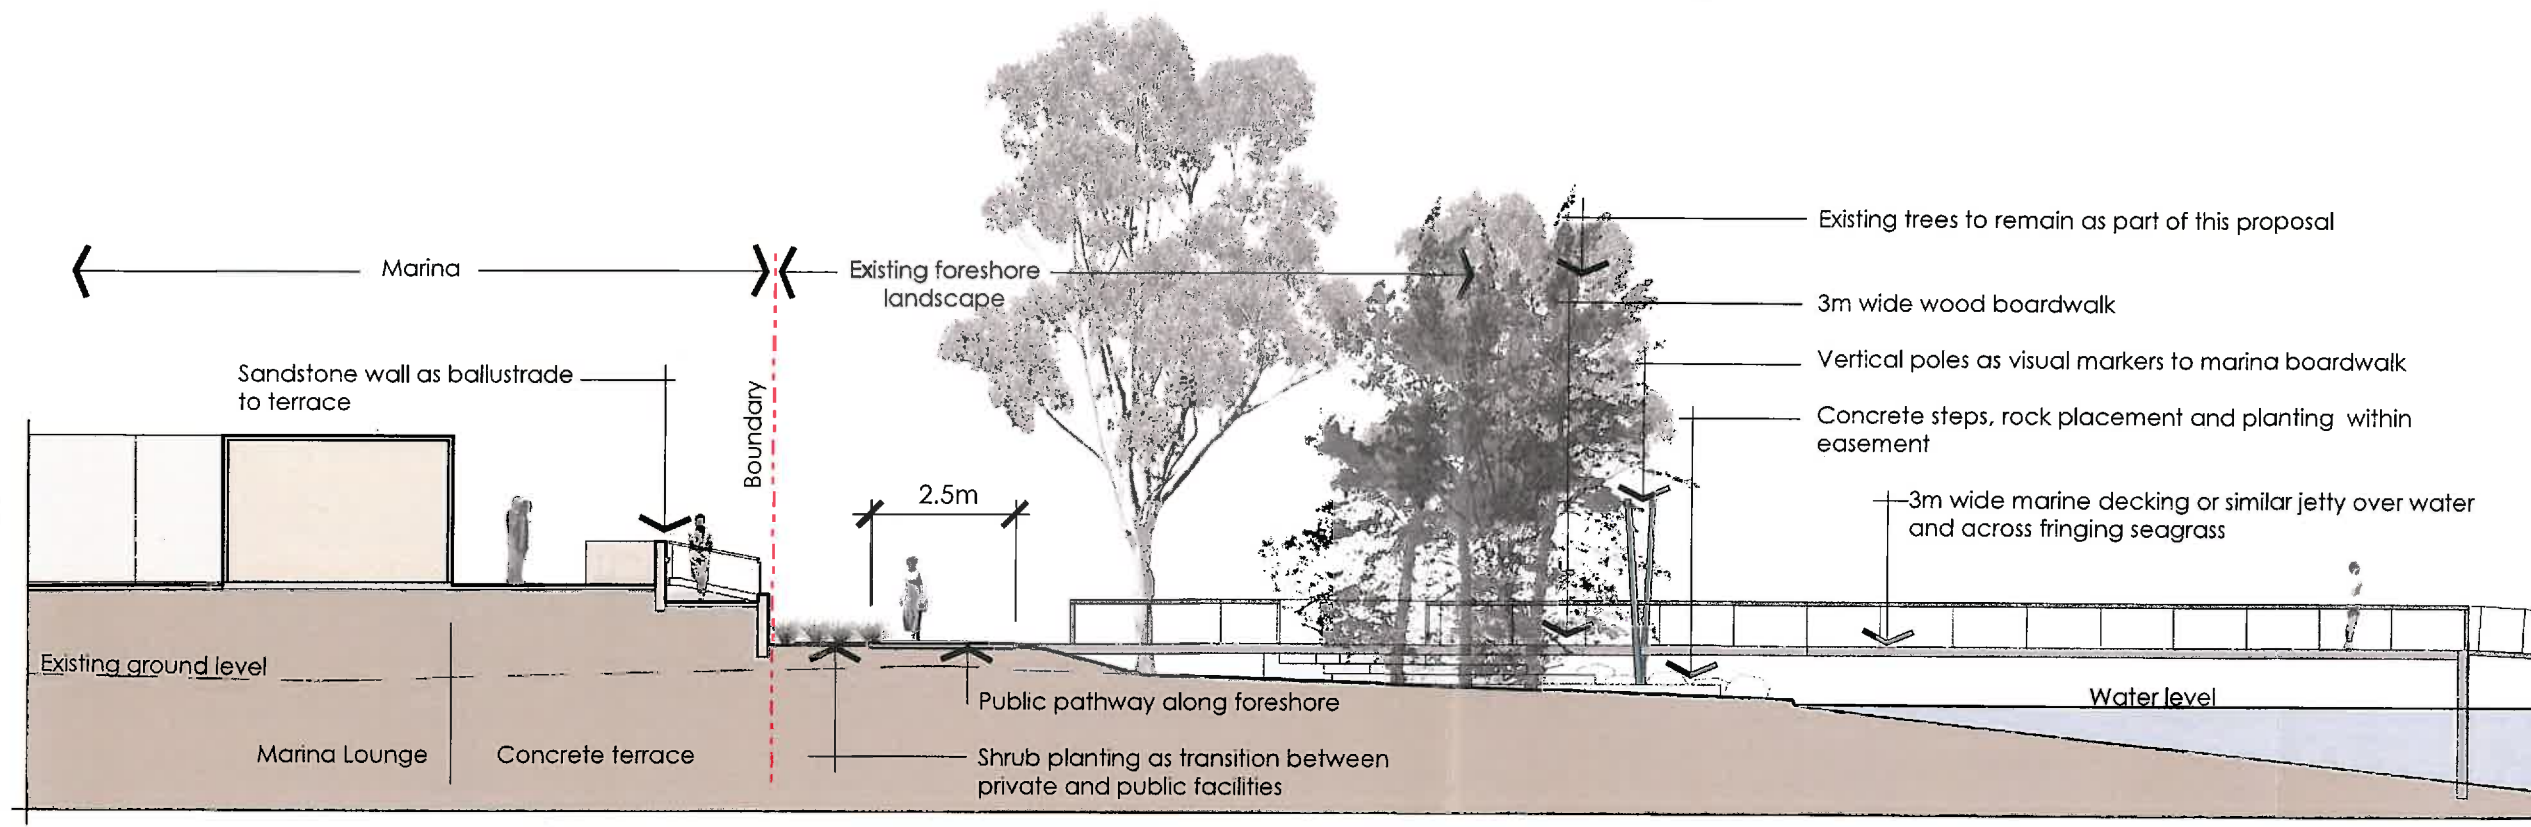 Existing trees to remain as part of this proposal
Marina
Existing foreshore
landscape
3m wide wood boardwalk
Vertical poles as visual markers to marina boardwalk
Sandstone wall as ballustrade
to terrace
Boundary
Concrete steps, rock placement and planting within
easement
2.5m
3m wide marine decking or similar jetty over water
and across fringing seagrass
Existing ground level
Water level
Public pathway along foreshore
Marina Lounge
Concrete terrace
Shrub planting as transition between
private and public facilities